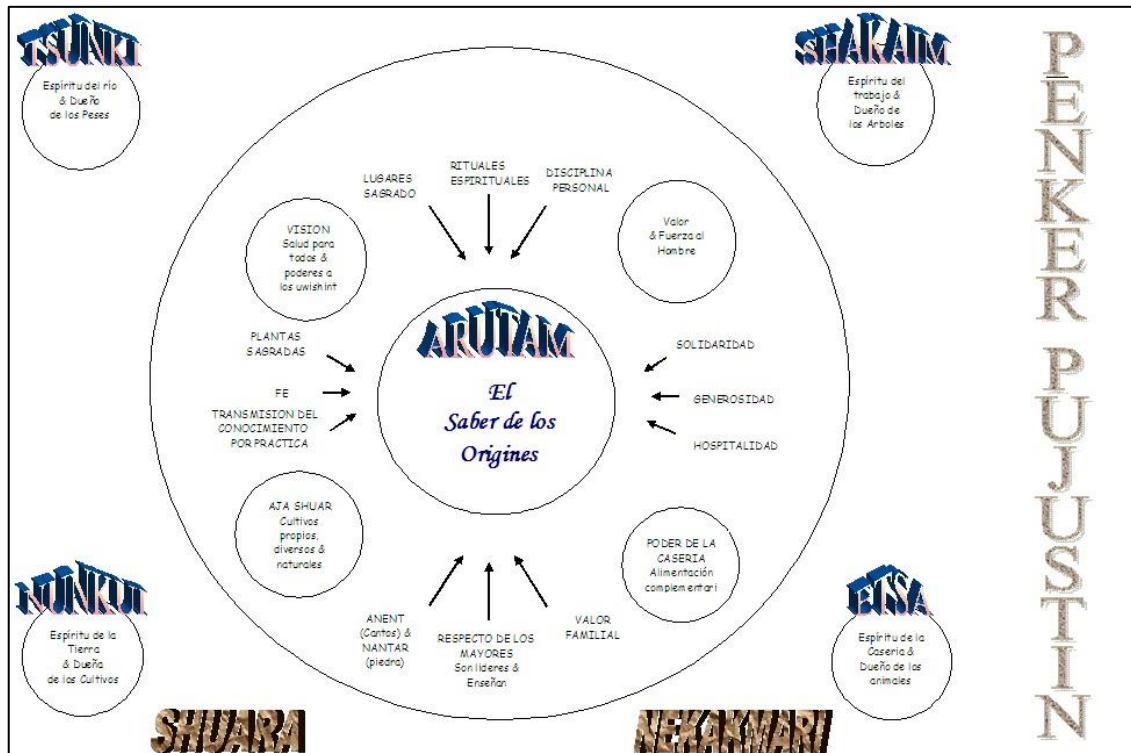 TSUNKI
Espíritu del río
& Dueño
de los Peses
SHAKAIM
Espíritu del
trabajo &
Dueño de
los Arboles
PENKER PUJUSTIN
LUGARES
SAGRADO
RITUALES
ESPIRITUALES
DISCIPLINA
PERSONAL
VISION
Salud para
todos &
poderes a
los uwishint
Valor
& Fuerza al
Hombre
ARUTAM
El
Saber de los
Origines
PLANTAS
SAGRADAS
FE
TRANSMISION DEL
CONOCIMIENTO
POR PRACTICA
SOLIDARIDAD
GENEROSIDAD
HOSPITALIDAD
AJA SHUAR
Cultivos
propios,
diversos &
naturales
PODER DE LA
CASERIA
Alimentación
complementari
ANENT
(Cantos) &
NANTAR
(piedra)
RESPECTO DE LOS
MAYORES
Son lideres &
Enseñan
VALOR
FAMILIAL
NUNKUI
Espíritu de la
Tierra
& Dueña
de los Cultivos
ETSA
Espíritu de la
Caseria &
Dueño de los
animales
SHUARA
NEKAKMARI